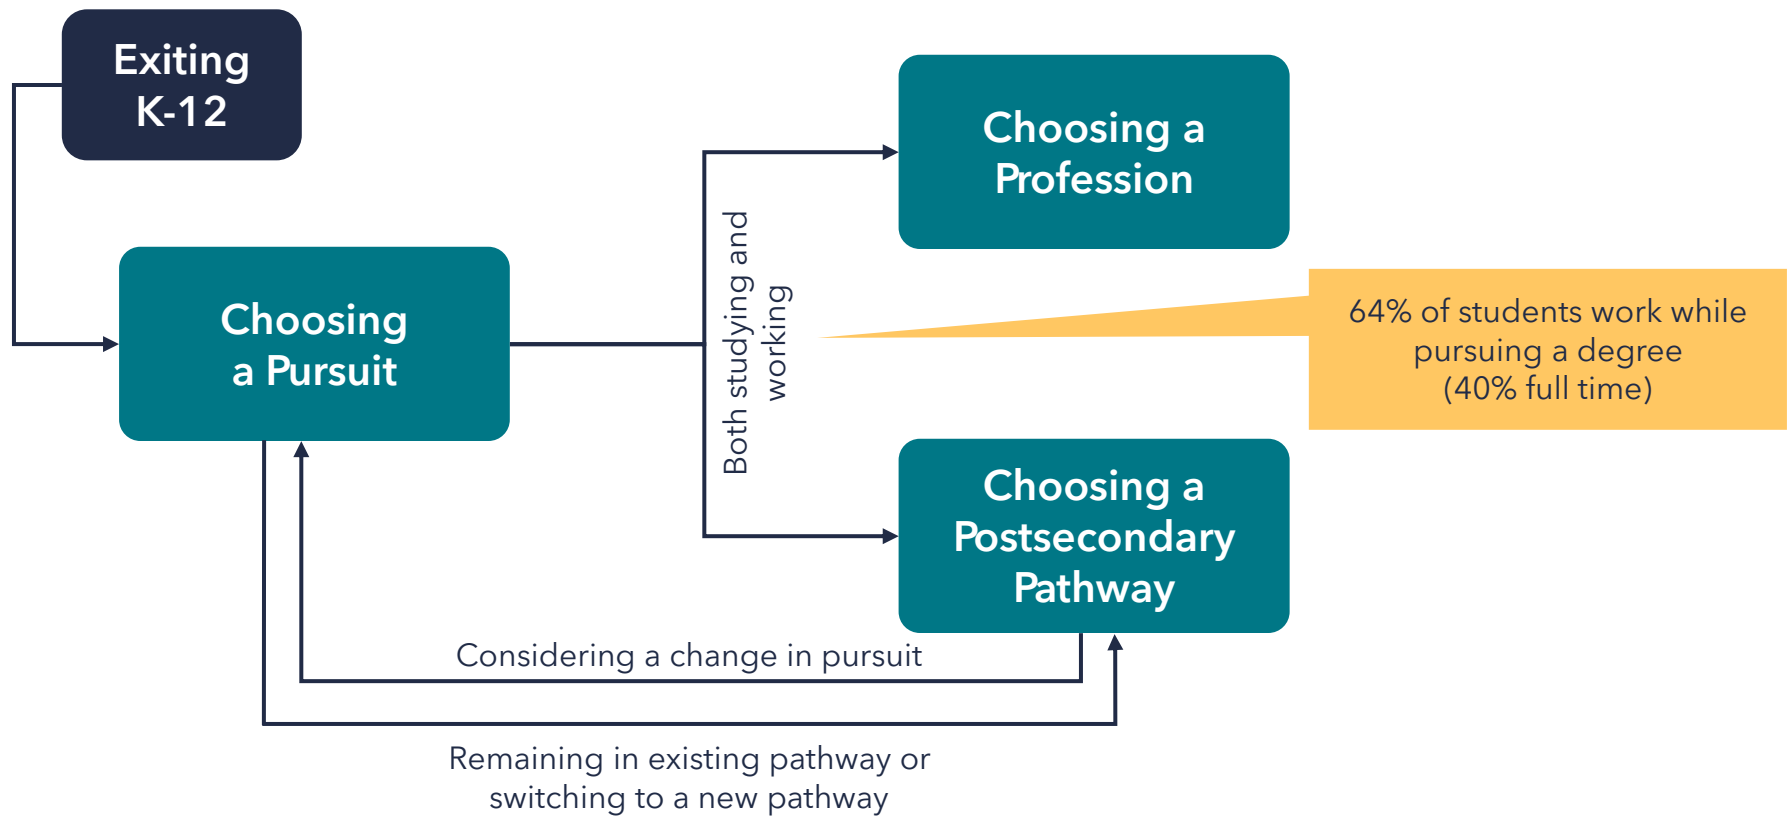 Exiting
K-12
Choosing a
Profession
Choosing
a Pursuit
Both studying and
working
64% of students work while
pursuing a degree
(40% full time)
Choosing a
Postsecondary
Pathway
Considering a change in pursuit
Remaining in existing pathway or
switching to a new pathway